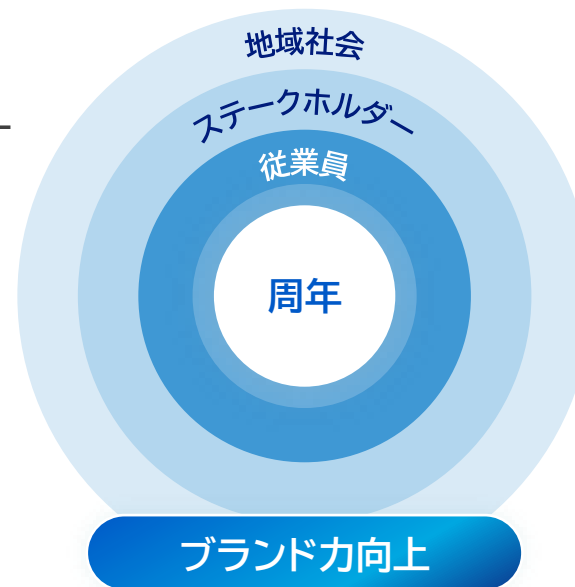 地域社会
ステークホルダー
従業員
周年
ブランド力向上